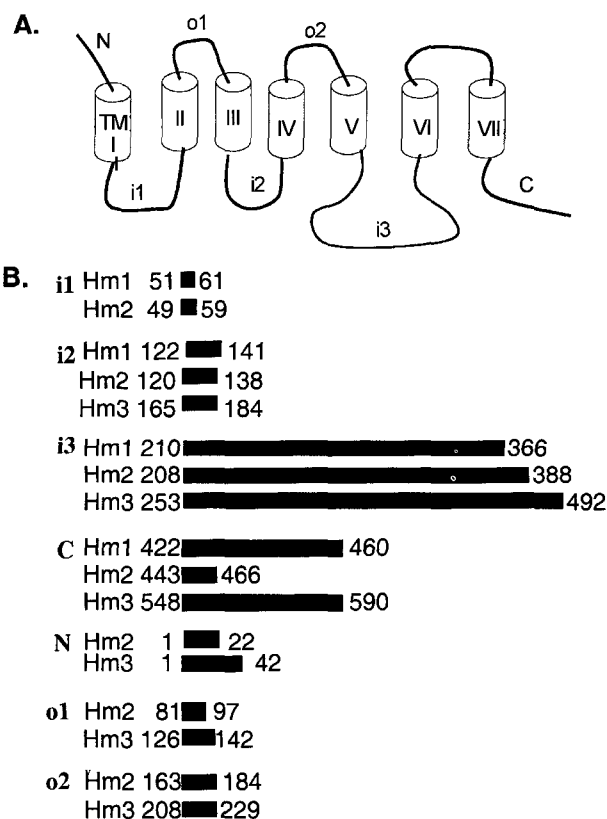 A.
N
o1
o2
TM
I
II
III
IV
V
VI
VII
i1
i2
i3
C
B.
i1 Hm1 51 61
Hm2 49 59
i2 Hm1 122 141
Hm2 120 138
Hm3 165 184
i3 Hm1 210 366
Hm2 208 388
Hm3 253 492
C Hm1 422 460
Hm2 443 466
Hm3 548 590
N Hm2 1 22
Hm3 1 42
o1 Hm2 81 97
Hm3 126 142
o2 Hm2 163 184
Hm3 208 229